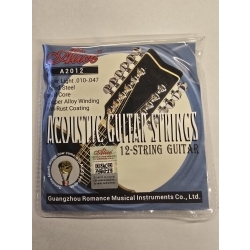 Alice
A2012
Light .010-.047
Steel
Core
per Alloy Winding
Rust Coating
ACOUSTIC GUITAR STRINGS
12-STRING GUITAR
Guangzhou Romance Musical Instruments Co., Ltd.